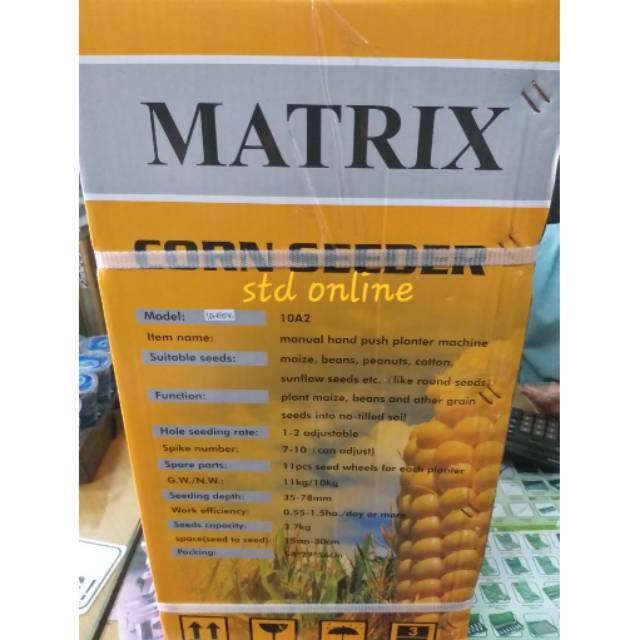 MATRIX
CORN SEEDER
std online
Model: 10A2
Item name: manual hand push planter machine
Suitable seeds: maize, beans, peanuts, cotton,
sunflow seeds etc. (like round seeds)
Function: plant maize, beans and other grain
seeds into no-tilled soil
Hole seeding rate: 1-2 adjustable
Spike number: 7-10 (can adjust)
Spare parts: 11pcs seed wheels for each planter
G.W./N.W.: 11kg/10kg
Seeding depth: 35-78mm
Work efficiency: 0.55-1.5ha./day or more
Seeds capacity: 3.7kg
space(seed to seed):
Packing:
3